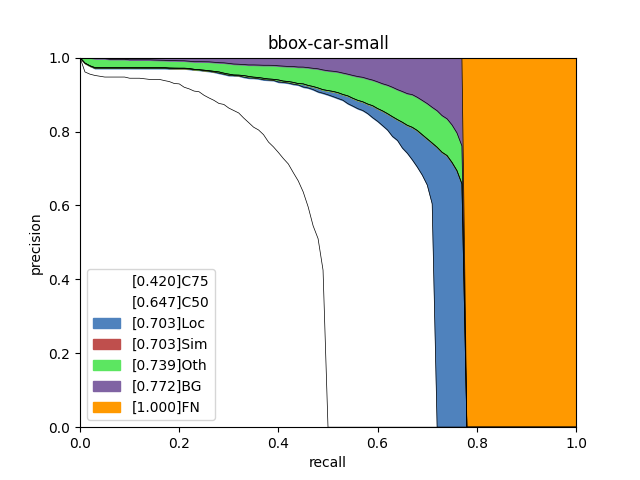 bbox-car-small
precision
1.0
0.8
0.6
0.4
0.2
0.0
[0.420]C75
[0.647]C50
[0.703]Loc
[0.703]Sim
[0.739]Oth
[0.772]BG
[1.000]FN
0.0 0.2 0.4 0.6 0.8 1.0
recall